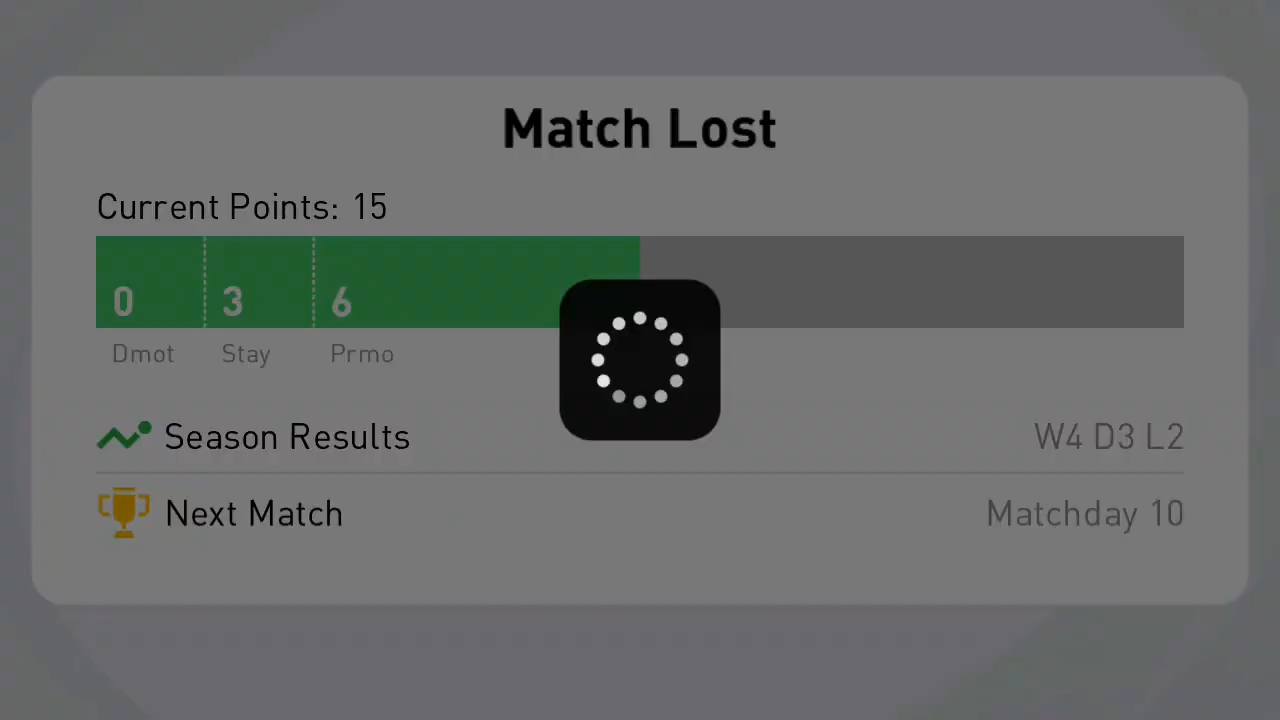 Match Lost
Current Points: 15
0 3 6
Dmot Stay Prmo
Season Results W4 D3 L2
Next Match Matchday 10